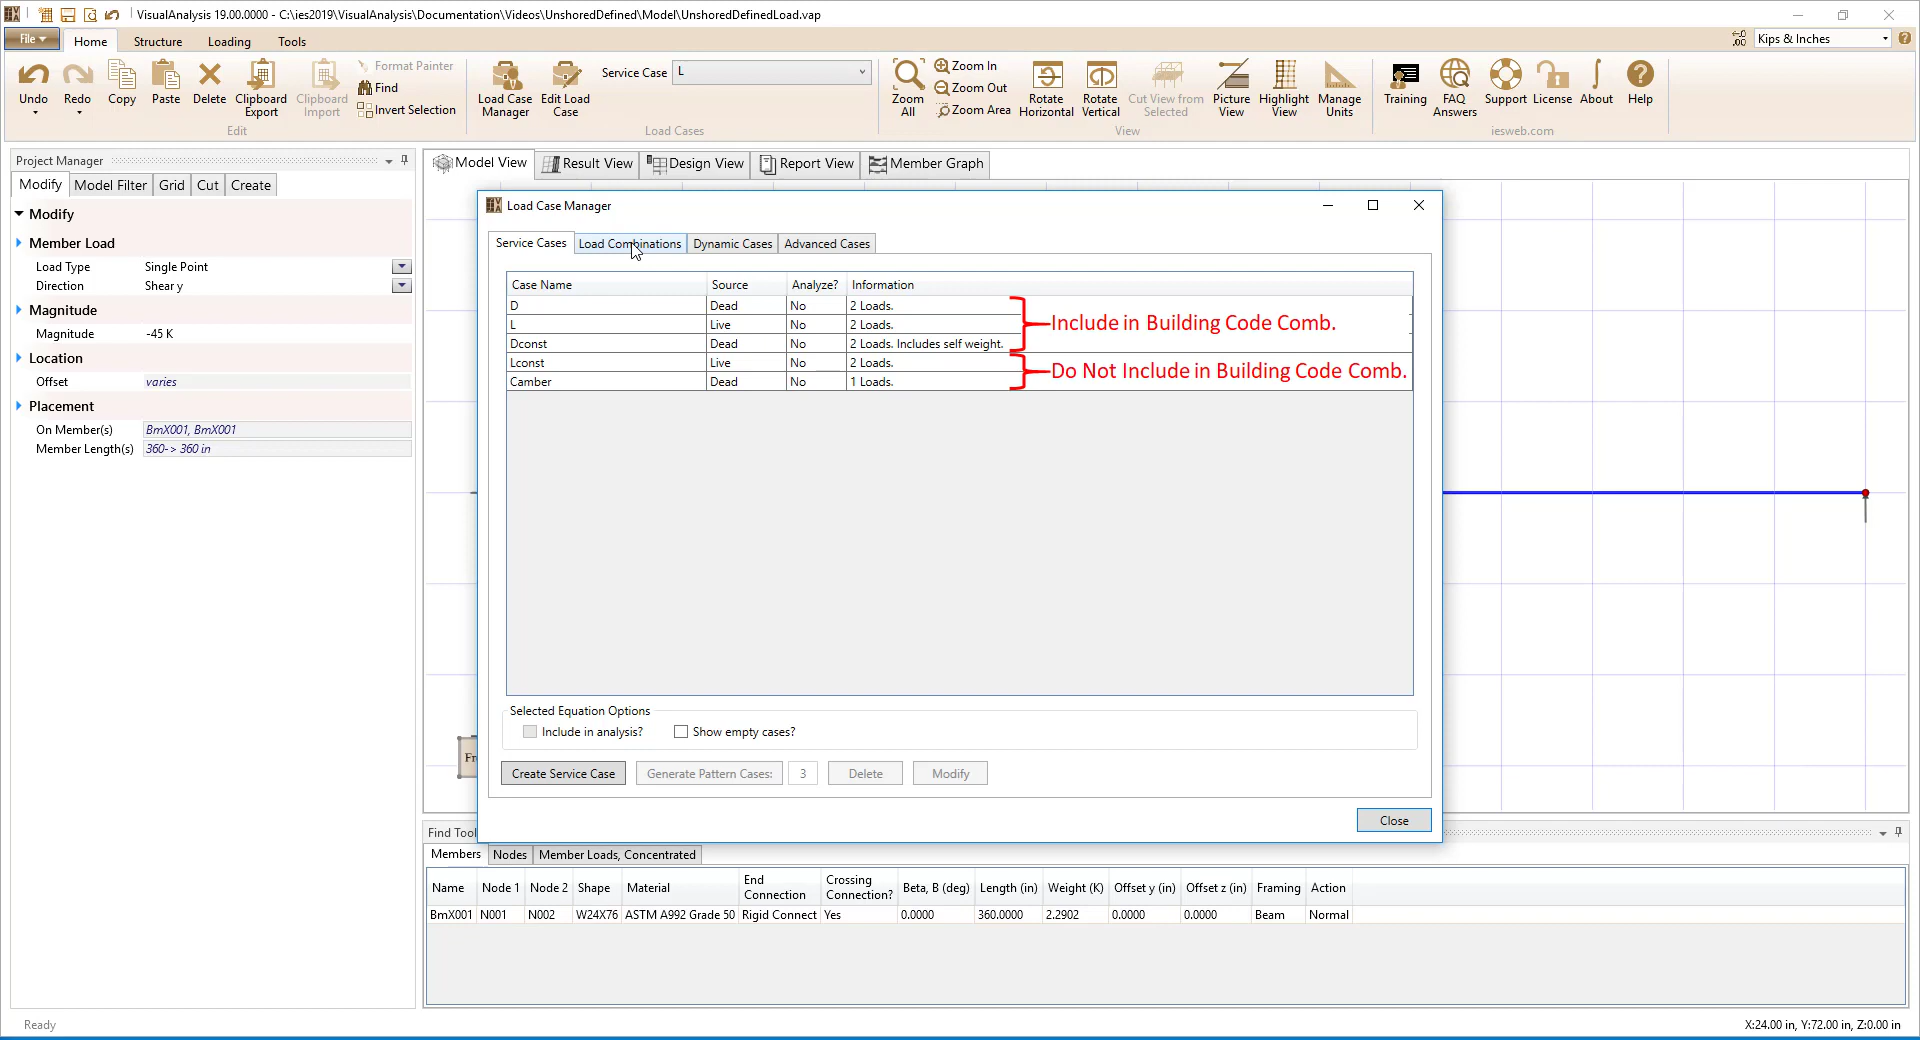 VisualAnalysis 19.00.0000 - C:\ies2019\VisualAnalysis\Documentation\Videos\UnshoredDefined\Model\UnshoredDefinedLoad.vap
File Home Structure Loading Tools
Kips & Inches
Undo Redo Copy Paste Delete Clipboard Export Clipboard Import
Format Painter
Find
Invert Selection
Edit
Load Case Manager Edit Load Case
Service Case L
Load Cases
Zoom All
Zoom In
Zoom Out
Zoom Area
Rotate Horizontal Rotate Vertical Cut View from Selected Picture View Highlight View Manage Units
View
Training FAQ Answers Support License About Help
iesweb.com
Project Manager
Modify Model Filter Grid Cut Create
Modify
Member Load
Load Type Single Point
Direction Shear y
Magnitude
Magnitude -45 K
Location
Offset varies
Placement
On Member(s) BmX001, BmX001
Member Length(s) 360-> 360 in
Model View Result View Design View Report View Member Graph
Load Case Manager
Service Cases Load Combinations Dynamic Cases Advanced Cases
Case Name Source Analyze? Information
D Dead No 2 Loads.
L Live No 2 Loads.
Dconst Dead No 2 Loads. Includes self weight.
Lconst Live No 2 Loads.
Camber Dead No 1 Loads.
Include in Building Code Comb.
Do Not Include in Building Code Comb.
Selected Equation Options
Include in analysis? Show empty cases?
Create Service Case Generate Pattern Cases: 3 Delete Modify
Close
Fr
Find Tool
Members Nodes Member Loads, Concentrated
Name Node 1 Node 2 Shape Material End Connection Crossing Connection? Beta, B (deg) Length (in) Weight (K) Offset y (in) Offset z (in) Framing Action
BmX001 N001 N002 W24X76 ASTM A992 Grade 50 Rigid Connect Yes 0.0000 360.0000 2.2902 0.0000 0.0000 Beam Normal
Ready
X:24.00 in, Y:72.00 in, Z:0.00 in